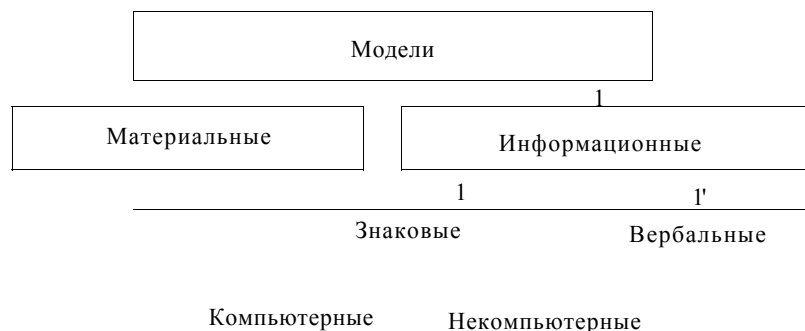 Модели
1
Материальные Информационные
1 1'
Знаковые Вербальные
Компьютерные Некомпьютерные